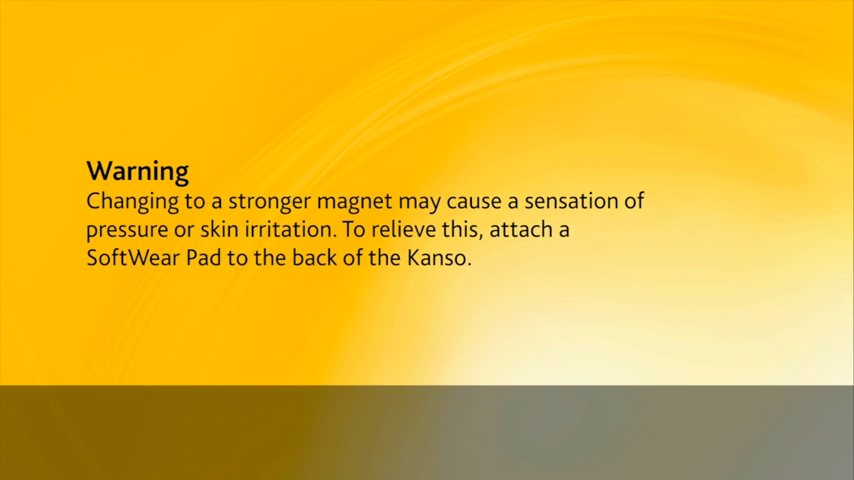 Warning
Changing to a stronger magnet may cause a sensation of
pressure or skin irritation. To relieve this, attach a
SoftWear Pad to the back of the Kanso.